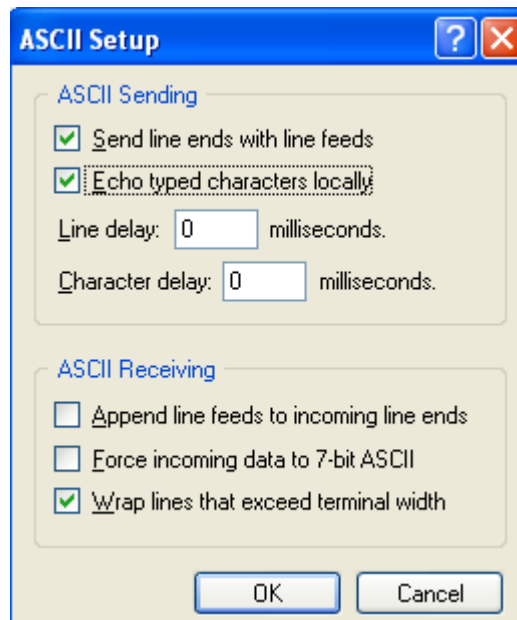 ASCII Setup
ASCII Sending
Send line ends with line feeds
Echo typed characters locally
Line delay: 0 milliseconds.
Character delay: 0 milliseconds.
ASCII Receiving
Append line feeds to incoming line ends
Force incoming data to 7-bit ASCII
Wrap lines that exceed terminal width
OK Cancel